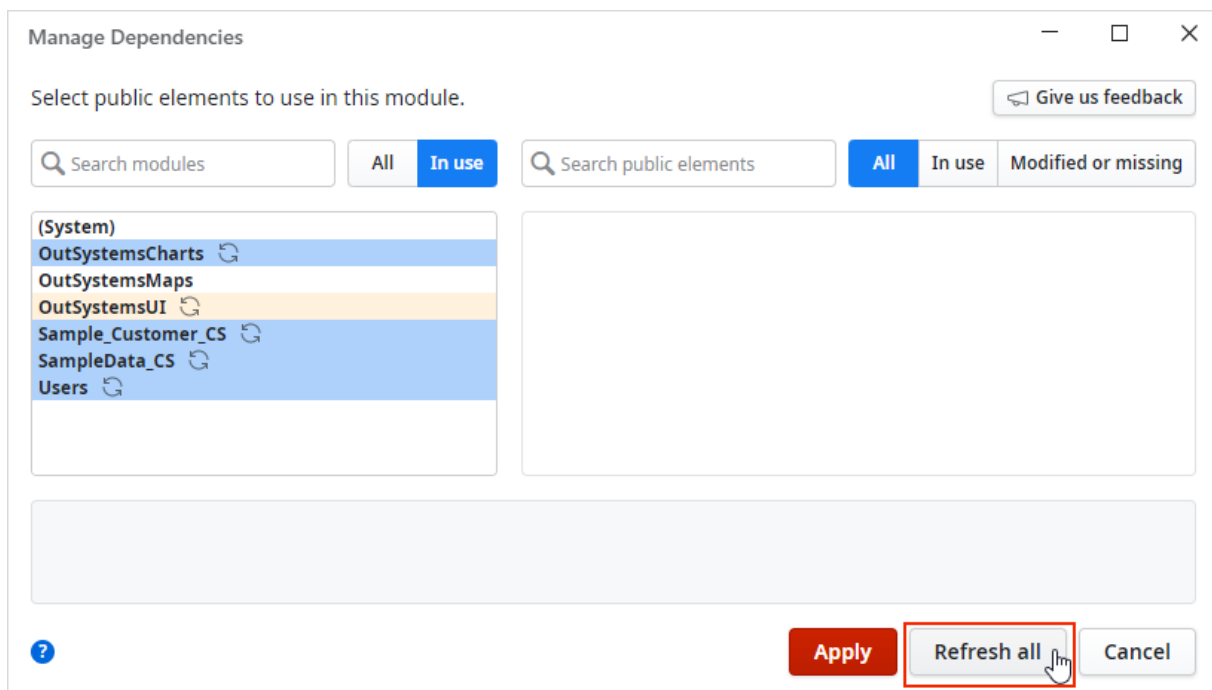 Manage Dependencies
Select public elements to use in this module.
Give us feedback
Search modules
All
In use
Search public elements
All
In use
Modified or missing
(System)
OutSystemsCharts
OutSystemsMaps
OutSystemsUI
Sample_Customer_CS
SampleData_CS
Users
?
Apply
Refresh all
Cancel